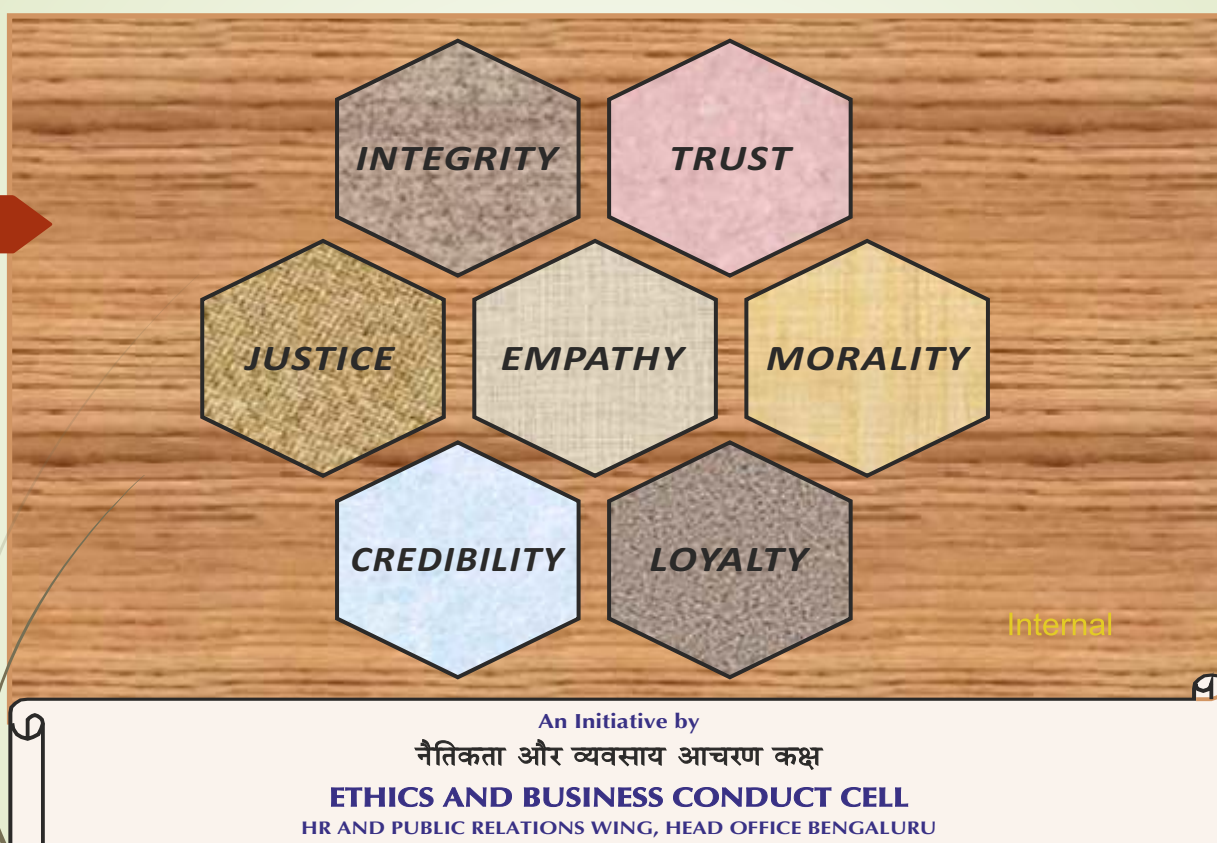 INTEGRITY
TRUST
JUSTICE
EMPATHY
MORALITY
CREDIBILITY
LOYALTY
Internal
An Initiative by
नैतिकता और व्यवसाय आचरण कक्ष
ETHICS AND BUSINESS CONDUCT CELL
HR AND PUBLIC RELATIONS WING, HEAD OFFICE BENGALURU